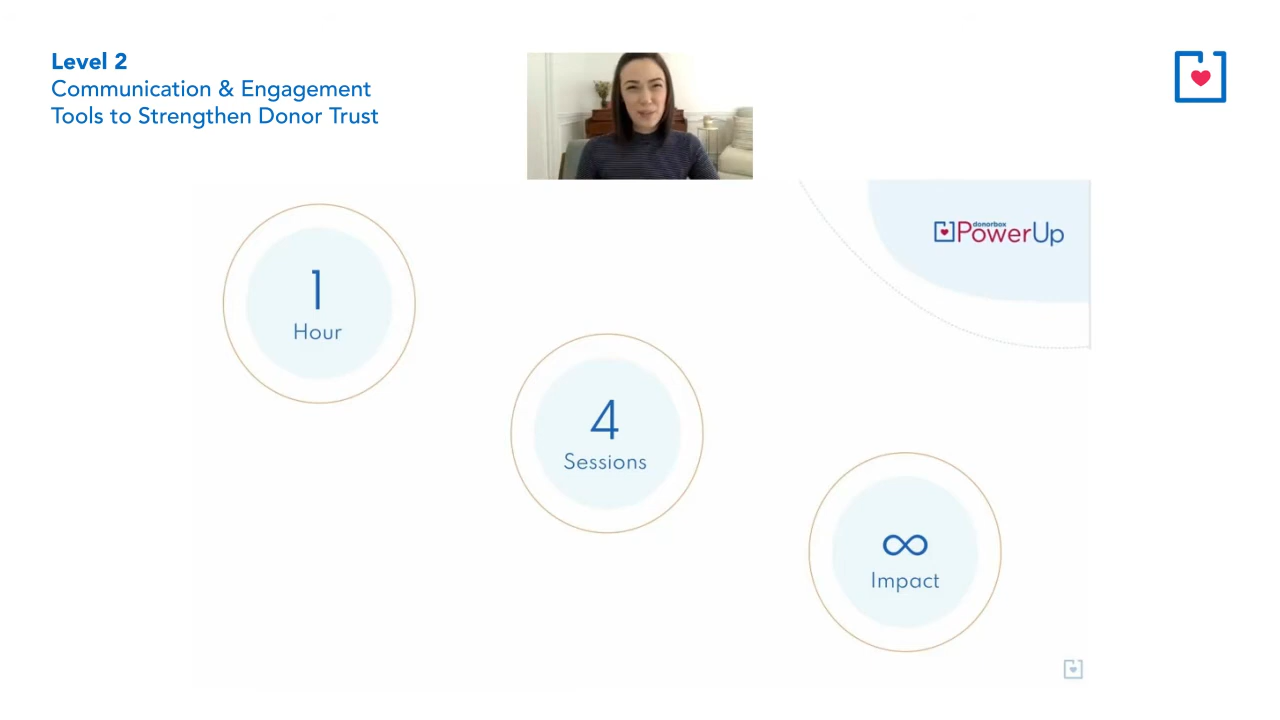 Level 2
Communication & Engagement
Tools to Strengthen Donor Trust
donorbox
PowerUp
1
Hour
4
Sessions
∞
Impact